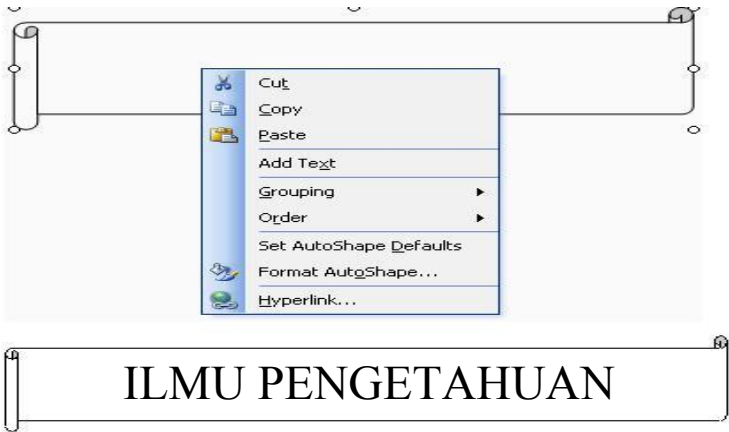 Cut
Copy
Paste
Add Text
Grouping
Order
Set AutoShape Defaults
Format AutoShape...
Hyperlink...
ILMU PENGETAHUAN